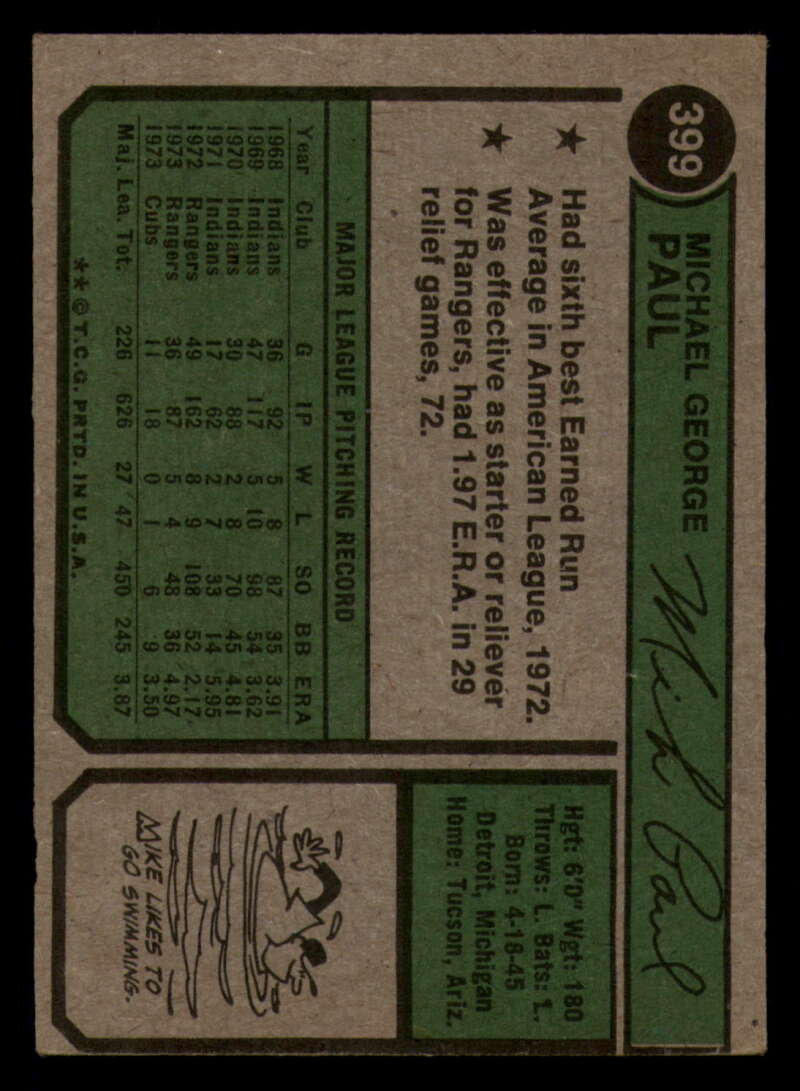 399
MICHAEL GEORGE
PAUL
Mich Paul
★ Had sixth best Earned Run
Average in American League, 1972.
★ Was effective as starter or reliever
for Rangers, had 1.97 E.R.A. in 29
relief games, 72.
MAJOR LEAGUE PITCHING RECORD
Year Club G IP W L SO BB ERA
1968 Indians 36 92 5 8 87 35 3.91
1969 Indians 47 117 5 10 98 54 3.62
1970 Indians 30 88 2 8 70 45 4.81
1971 Indians 17 62 2 7 33 14 5.95
1972 Rangers 49 162 8 9 108 52 2.17
1973 Rangers 36 87 5 4 48 36 4.97
1973 Cubs 11 18 0 1 6 9 3.50
Maj. Lea. Tot. 226 626 27 47 450 245 3.87
**© T.C.G. PRTD. IN U.S.A.
Hgt: 6'0" Wgt: 180
Throws: L. Bats: L.
Born: 4-18-45
Detroit, Michigan
Home: Tucson, Ariz.
MIKE LIKES TO
GO SWIMMING.